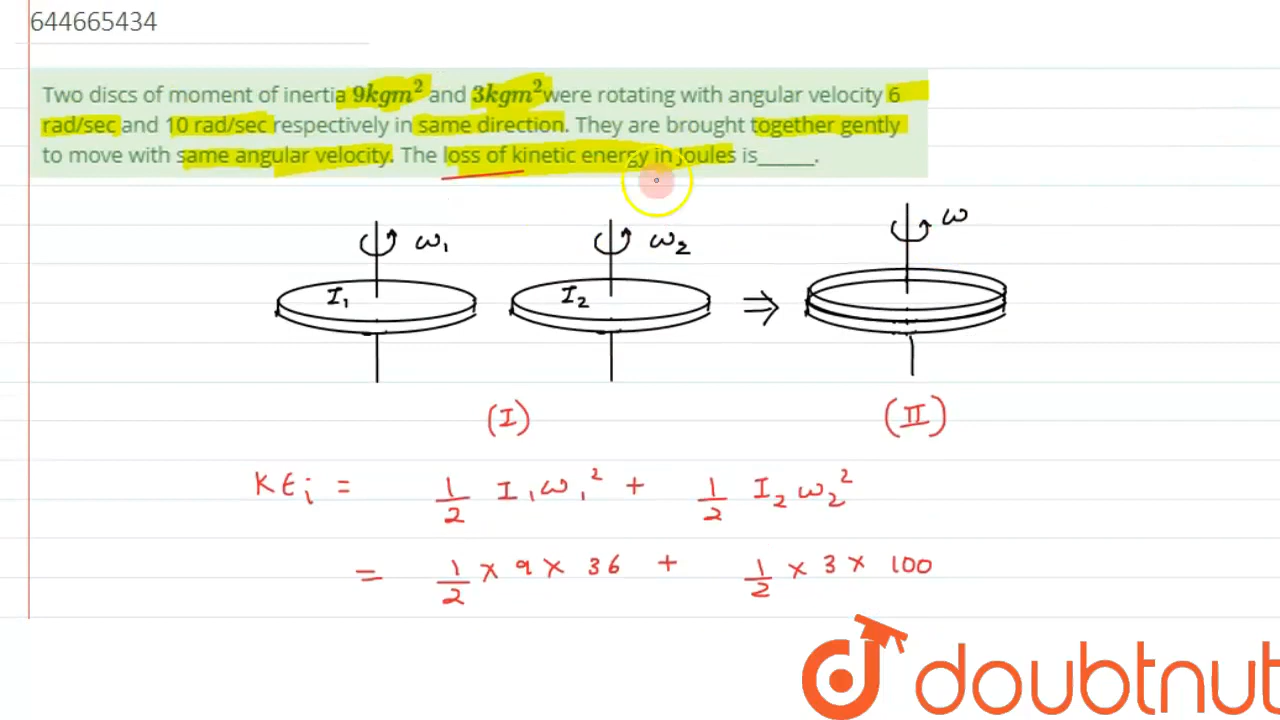 644665434
Two discs of moment of inertia 9kgm² and 3kgm² were rotating with angular velocity 6
rad/sec and 10 rad/sec respectively in same direction. They are brought together gently
to move with same angular velocity. The loss of kinetic energy in Joules is______.
ω₁ ω₂ ω
I₁ I₂ ⇒
(I) (II)
KEi = 1/2 I₁ω₁² + 1/2 I₂ω₂²
= 1/2 × 9 × 36 + 1/2 × 3 × 100
doubtnut